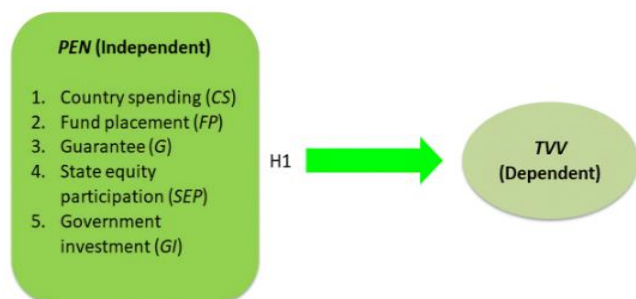 PEN (Independent)
1. Country spending (CS)
2. Fund placement (FP)
3. Guarantee (G)
4. State equity
participation (SEP)
5. Government
investment (GI)
H1
TVV
(Dependent)